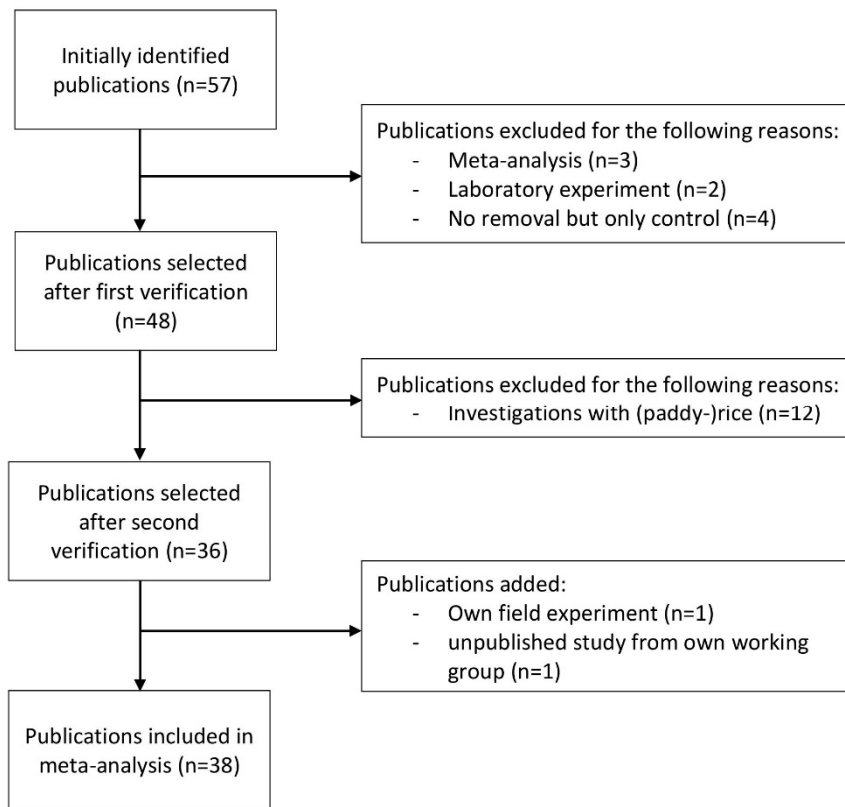 Initially identified
publications (n=57)
Publications excluded for the following reasons:
- Meta-analysis (n=3)
- Laboratory experiment (n=2)
- No removal but only control (n=4)
Publications selected
after first verification
(n=48)
Publications excluded for the following reasons:
- Investigations with (paddy-)rice (n=12)
Publications selected
after second
verification (n=36)
Publications added:
- Own field experiment (n=1)
- unpublished study from own working
group (n=1)
Publications included in
meta-analysis (n=38)